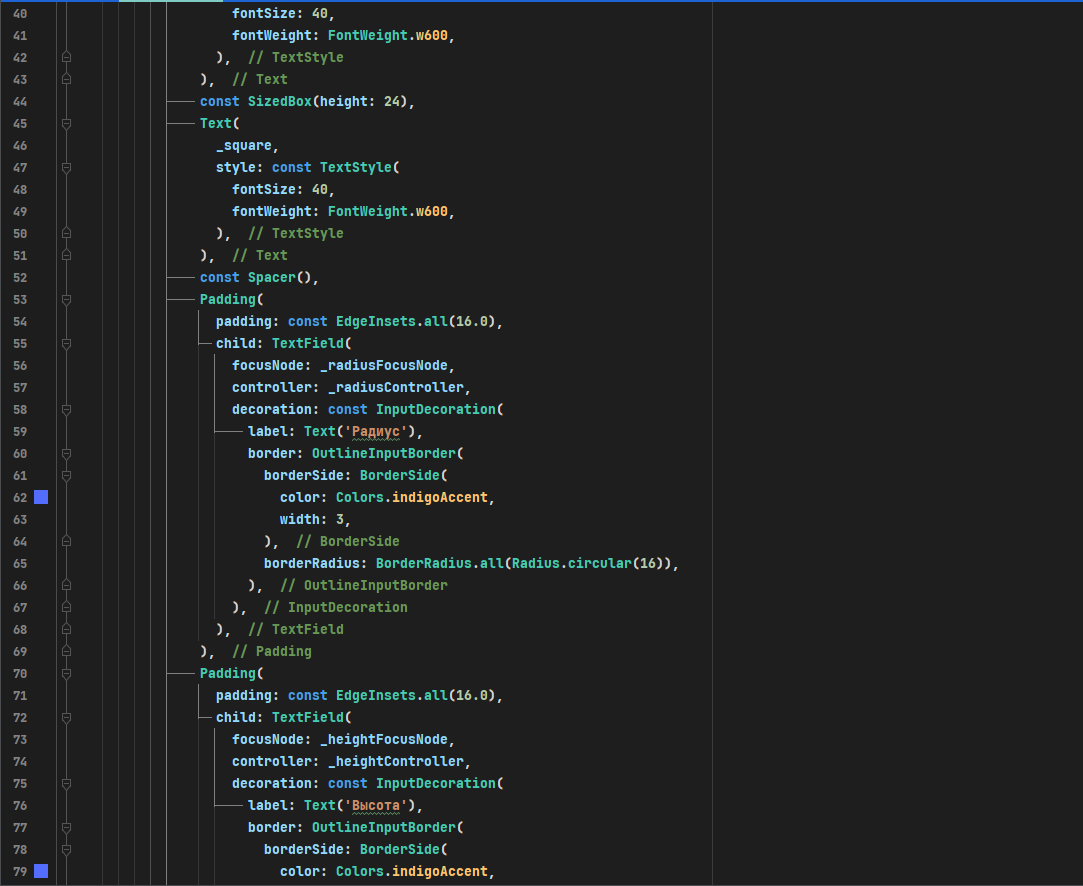 40 fontSize: 40,
41 fontWeight: FontWeight.w600,
42 ), // TextStyle
43 ), // Text
44 const SizedBox(height: 24),
45 Text(
46 _square,
47 style: const TextStyle(
48 fontSize: 40,
49 fontWeight: FontWeight.w600,
50 ), // TextStyle
51 ), // Text
52 const Spacer(),
53 Padding(
54 padding: const EdgeInsets.all(16.0),
55 child: TextField(
56 focusNode: _radiusFocusNode,
57 controller: _radiusController,
58 decoration: const InputDecoration(
59 label: Text('Радиус'),
60 border: OutlineInputBorder(
61 borderSide: BorderSide(
62 color: Colors.indigoAccent,
63 width: 3,
64 ), // BorderSide
65 borderRadius: BorderRadius.all(Radius.circular(16)),
66 ), // OutlineInputBorder
67 ), // InputDecoration
68 ), // TextField
69 ), // Padding
70 Padding(
71 padding: const EdgeInsets.all(16.0),
72 child: TextField(
73 focusNode: _heightFocusNode,
74 controller: _heightController,
75 decoration: const InputDecoration(
76 label: Text('Высота'),
77 border: OutlineInputBorder(
78 borderSide: BorderSide(
79 color: Colors.indigoAccent,